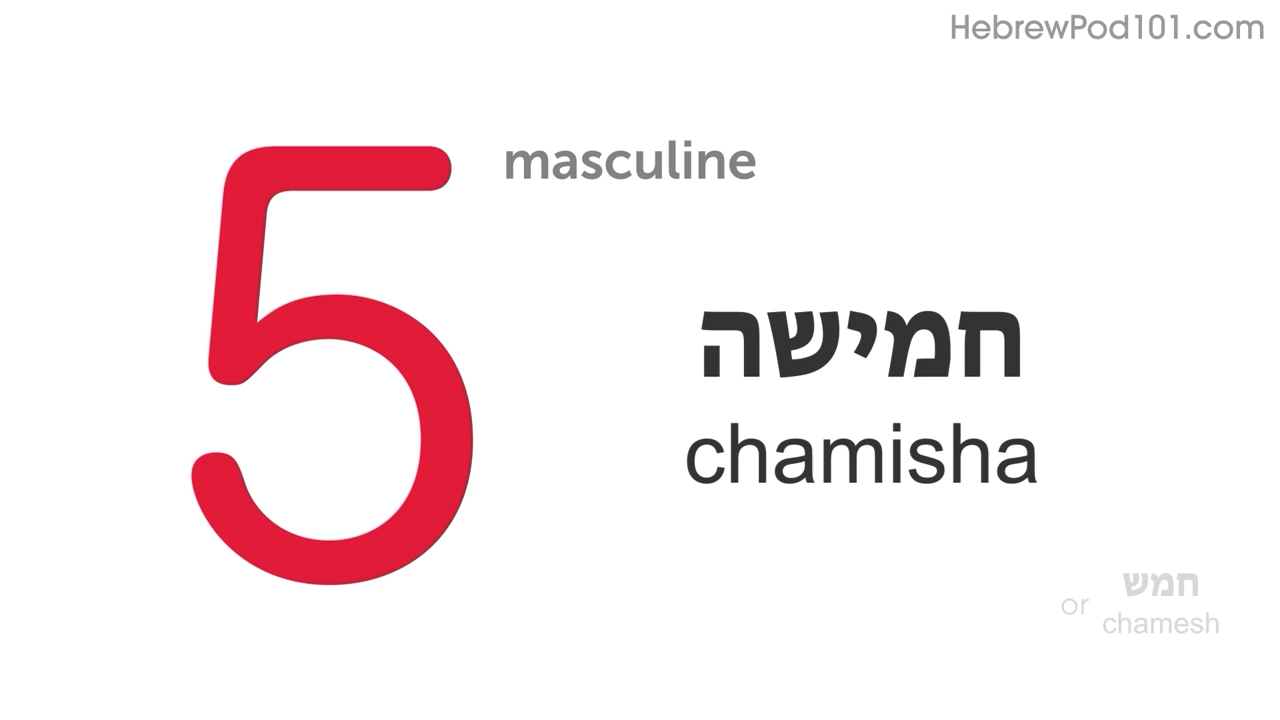 HebrewPod101.com
5
masculine
חמישה
chamisha
or
חמש
chamesh